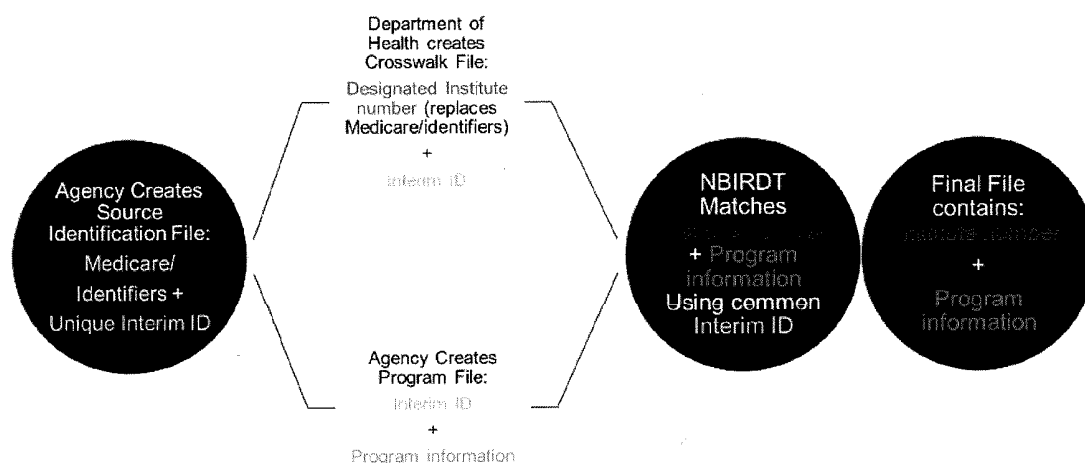 Department of
Health creates
Crosswalk File:
Designated Institute
number (replaces
Medicare/identifiers)
+
Interim ID
Agency Creates
Source
Identification File:
Medicare/
Identifiers +
Unique Interim ID
Agency Creates
Program File:
Interim ID
+
Program information
NBIRDT
Matches
+ Program
information
Using common
Interim ID
Final File
contains:
Institute number
+
Program
information